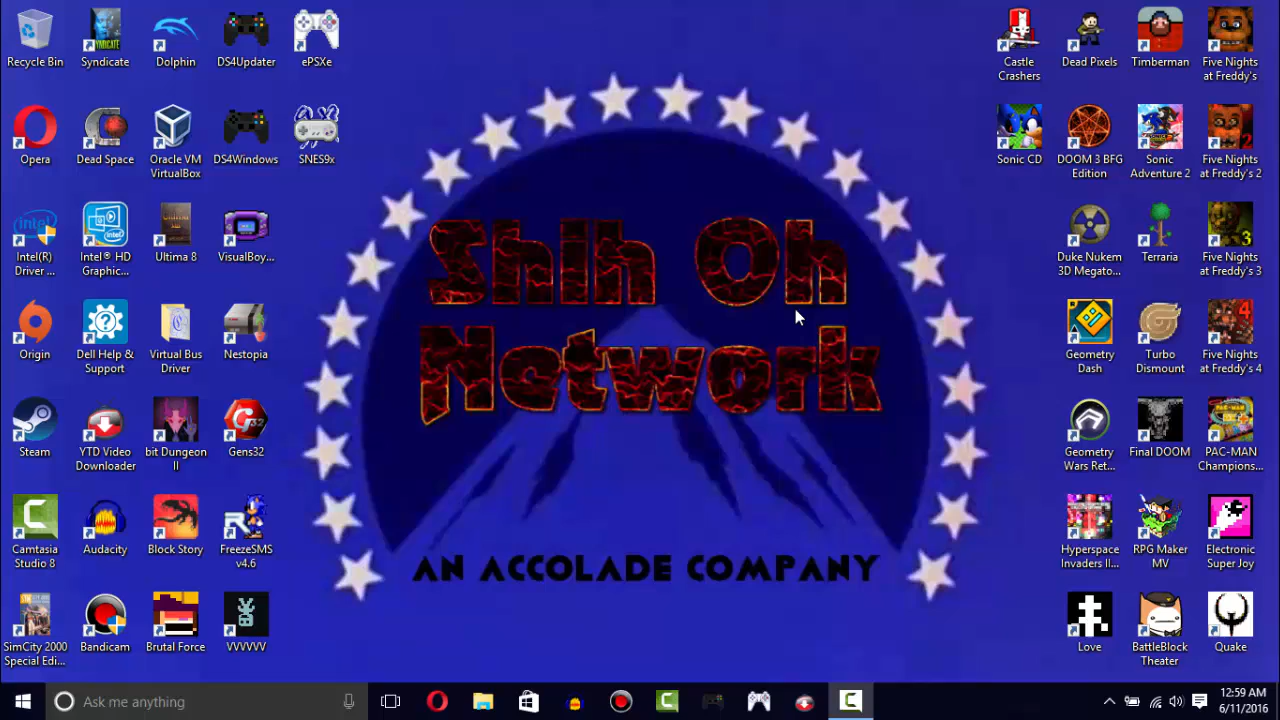 Recycle Bin
Syndicate
Dolphin
DS4Updater
ePSXe
Castle
Crashers
Dead Pixels
Timberman
Five Nights
at Freddy's
Opera
Dead Space
Oracle VM
VirtualBox
DS4Windows
SNES9x
Sonic CD
DOOM 3 BFG
Edition
Sonic
Adventure 2
Five Nights
at Freddy's 2
Intel(R)
Driver ...
Intel® HD
Graphic...
Ultima 8
VisualBoy...
Duke Nukem
3D Megato...
Terraria
Five Nights
at Freddy's 3
Origin
Dell Help &
Support
Virtual Bus
Driver
Nestopia
Geometry
Dash
Turbo
Dismount
Five Nights
at Freddy's 4
Steam
YTD Video
Downloader
bit Dungeon
II
Gens32
Geometry
Wars Ret...
Final DOOM
PAC-MAN
Champions...
Camtasia
Studio 8
Audacity
Block Story
FreezeSMS
v4.6
Hyperspace
Invaders II...
RPG Maker
MV
Electronic
Super Joy
SimCity 2000
Special Edi...
Bandicam
Brutal Force
VVVVVV
Love
BattleBlock
Theater
Quake
ShIh Oh
Network
AN ACCOLADE COMPANY
Ask me anything
12:59 AM
6/11/2016